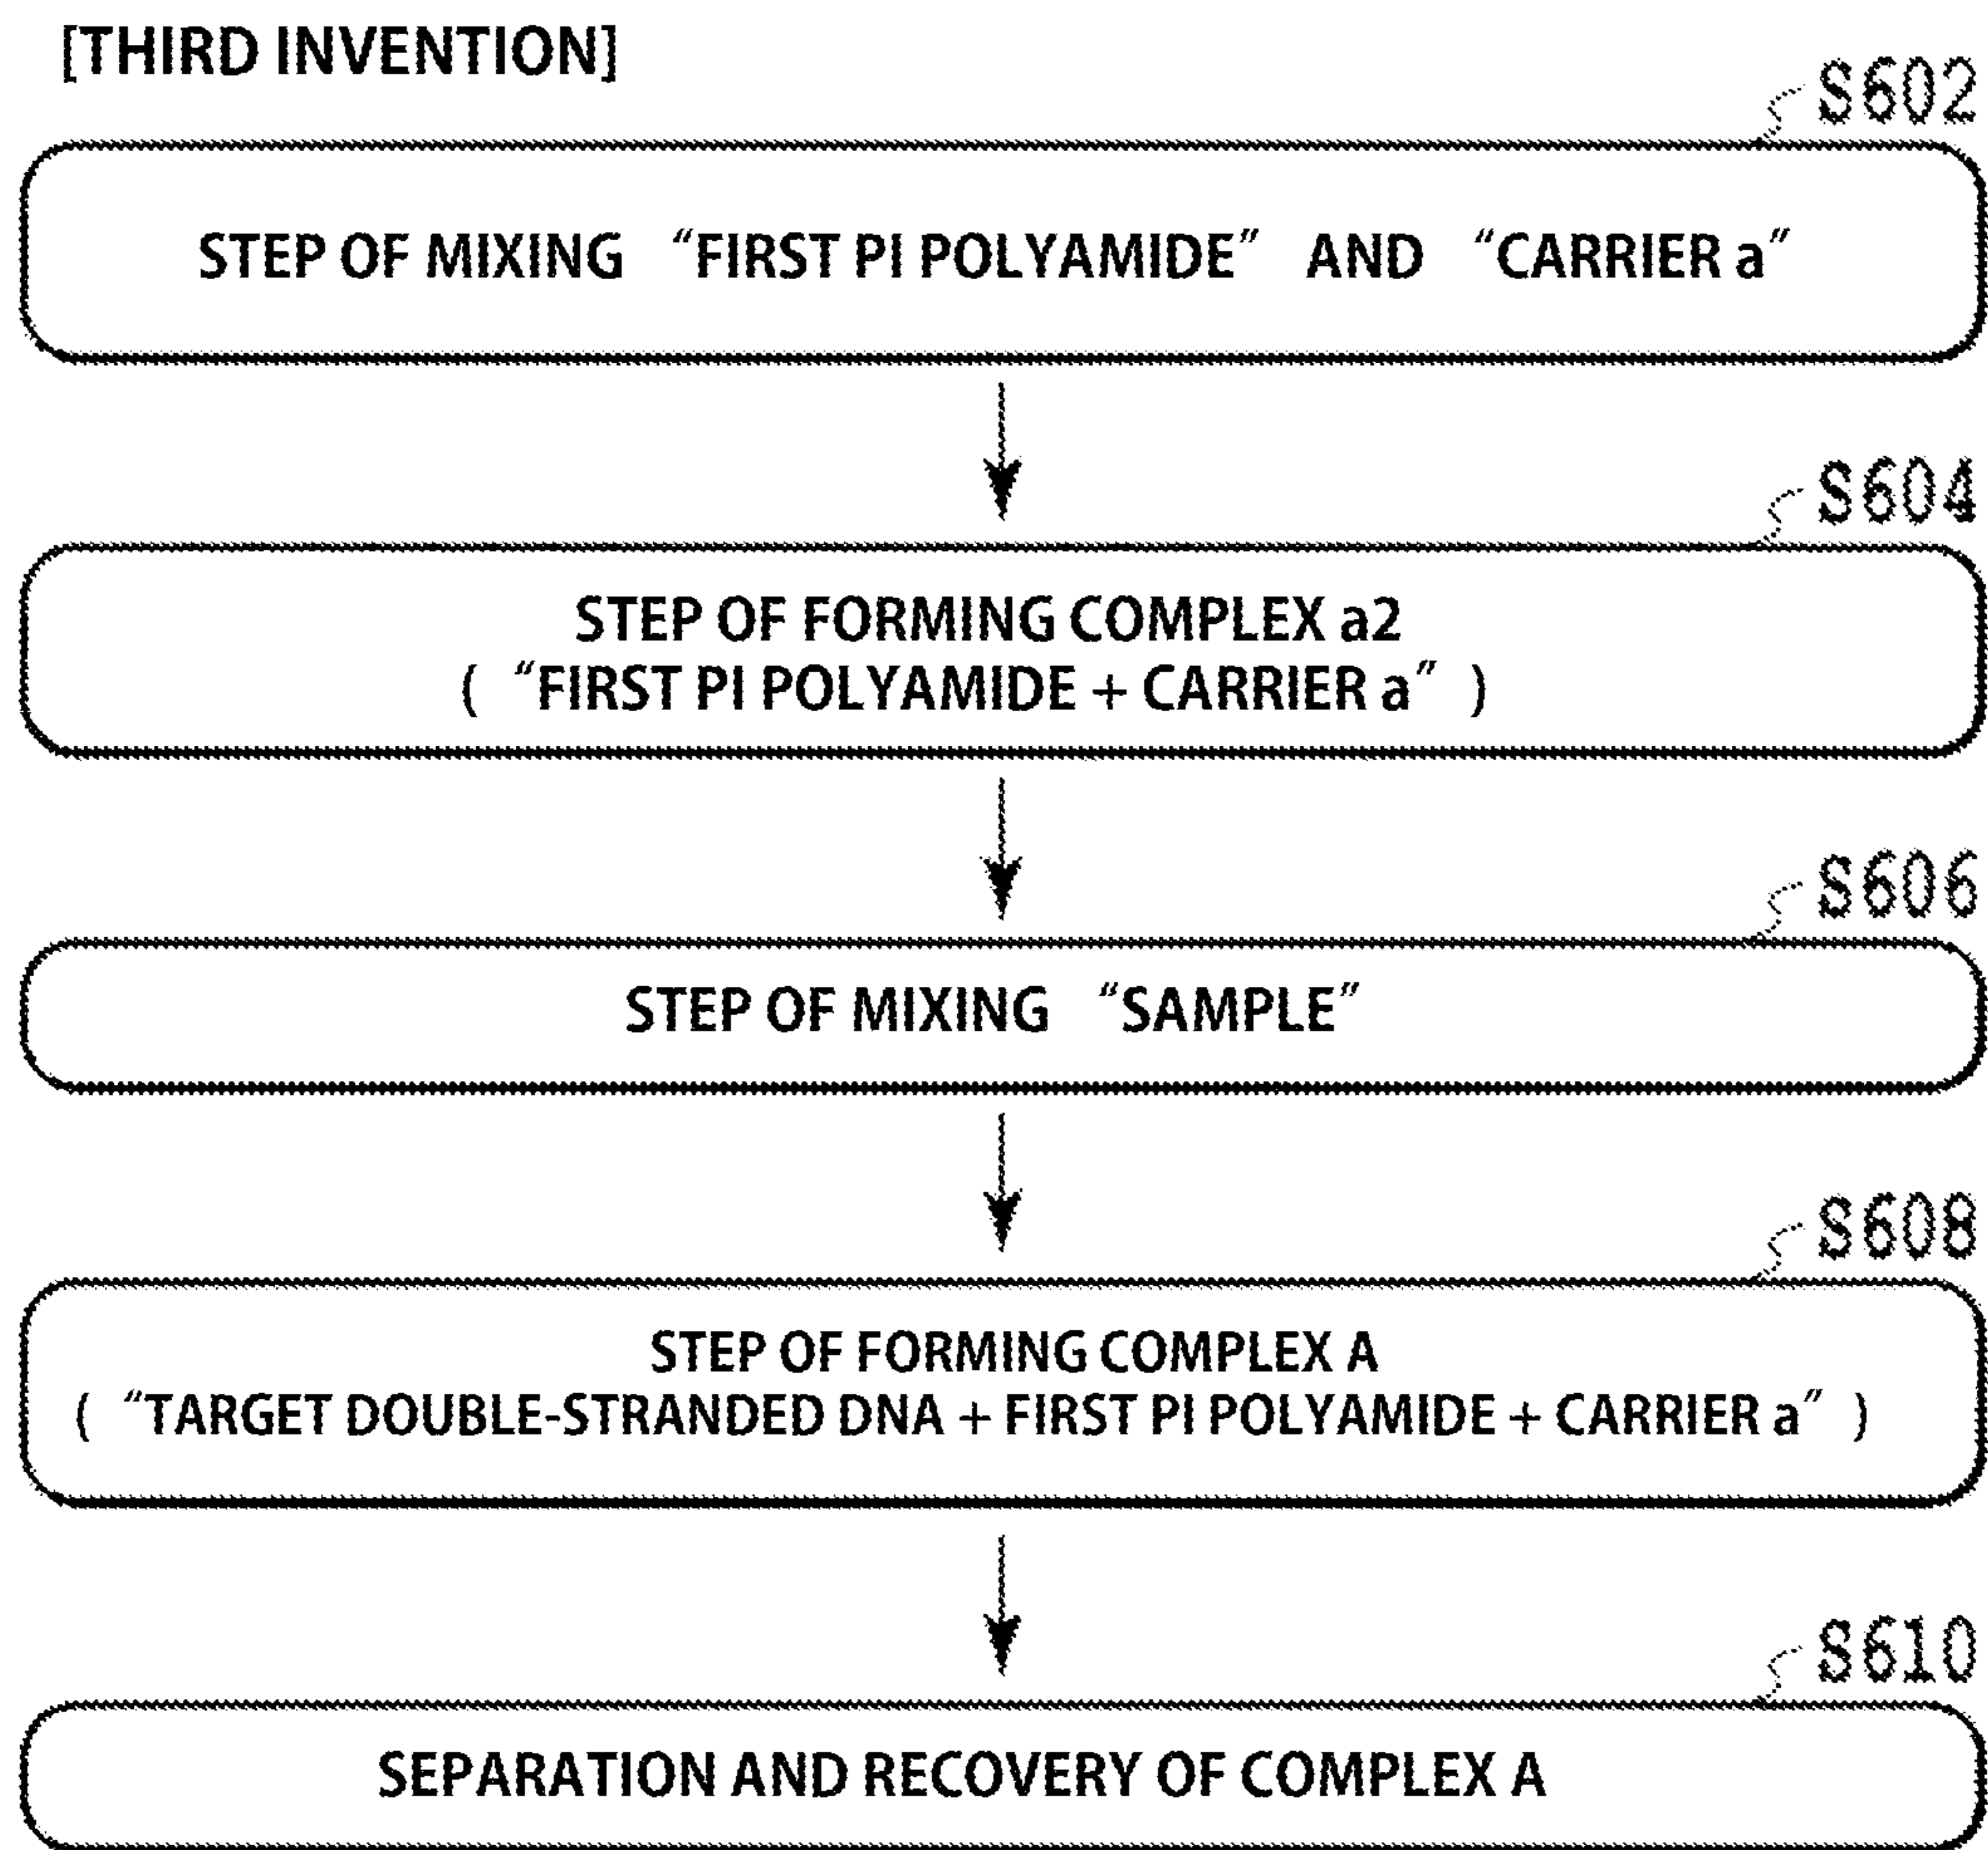 [THIRD INVENTION]
S602
STEP OF MIXING “FIRST PI POLYAMIDE” AND “CARRIER a”
S604
STEP OF FORMING COMPLEX a2
( “FIRST PI POLYAMIDE + CARRIER a” )
S606
STEP OF MIXING “SAMPLE”
S608
STEP OF FORMING COMPLEX A
( “TARGET DOUBLE-STRANDED DNA + FIRST PI POLYAMIDE + CARRIER a” )
S610
SEPARATION AND RECOVERY OF COMPLEX A